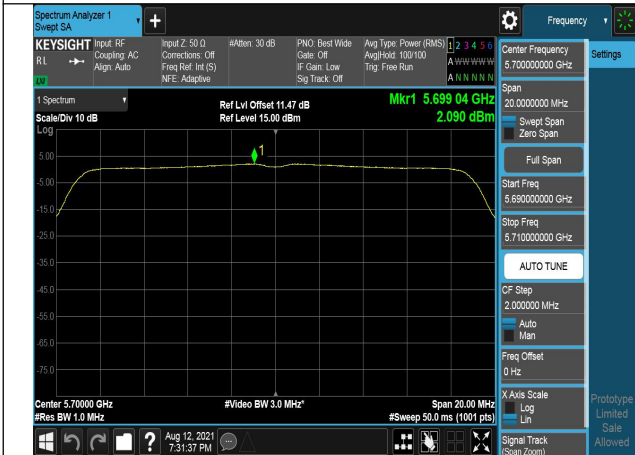 Spectrum Analyzer 1
Swept SA
+
Frequency
KEYSIGHT
RL
Input: RF
Coupling: AC
Align: Auto
Input Z: 50 Ω
Corrections: Off
Freq Ref: Int (S)
NFE: Adaptive
#Atten: 30 dB
PNO: Best Wide
Gate: Off
IF Gain: Low
Sig Track: Off
Avg Type: Power (RMS)
Avg|Hold: 100/100
Trig: Free Run
1 2 3 4 5 6
A W W W W W
A N N N N N
1 Spectrum
Scale/Div 10 dB
Log
Ref Lvl Offset 11.47 dB
Ref Level 15.00 dBm
Mkr1 5.699 04 GHz
2.090 dBm
1
5.00
-5.00
-15.0
-25.0
-35.0
-45.0
-55.0
-65.0
-75.0
Center 5.70000 GHz
#Res BW 1.0 MHz
#Video BW 3.0 MHz*
Span 20.00 MHz
#Sweep 50.0 ms (1001 pts)
Aug 12, 2021
7:31:37 PM
?
Center Frequency
5.700000000 GHz
Span
20.0000000 MHz
Swept Span
Zero Span
Full Span
Start Freq
5.690000000 GHz
Stop Freq
5.710000000 GHz
AUTO TUNE
CF Step
2.000000 MHz
Auto
Man
Freq Offset
0 Hz
X Axis Scale
Log
Lin
Signal Track
(Span Zoom)
Settings
Prototype
Limited
Sale
Allowed